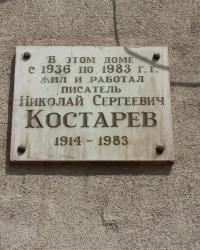 В этом доме
с 1936 по 1983 г.г.
жил и работал
писатель
Николай Сергеевич
Костарев
1914 - 1983